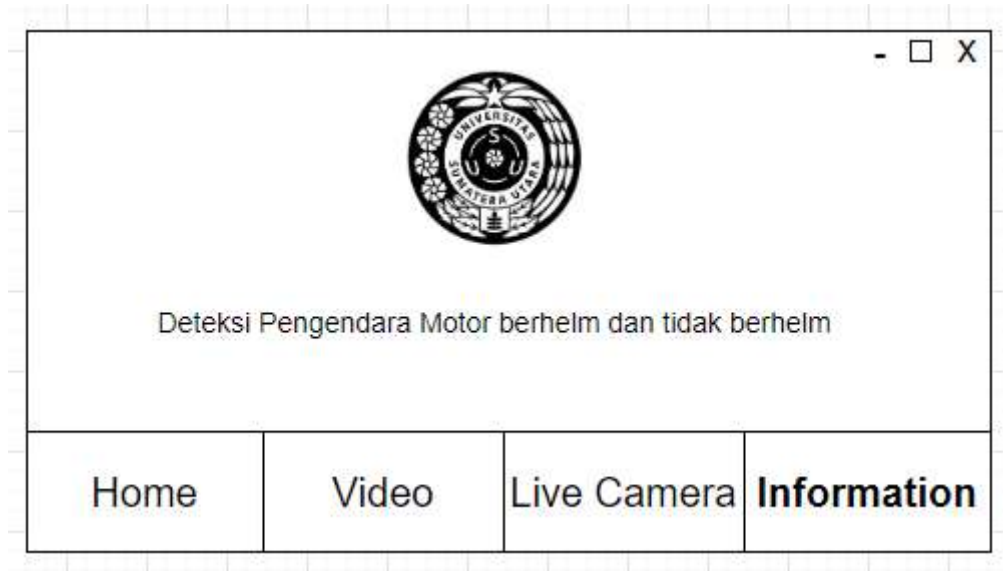 - □ X
UNIVERSITAS
SUMATERA UTARA
S
Deteksi Pengendara Motor berhelm dan tidak berhelm
Home
Video
Live Camera
Information